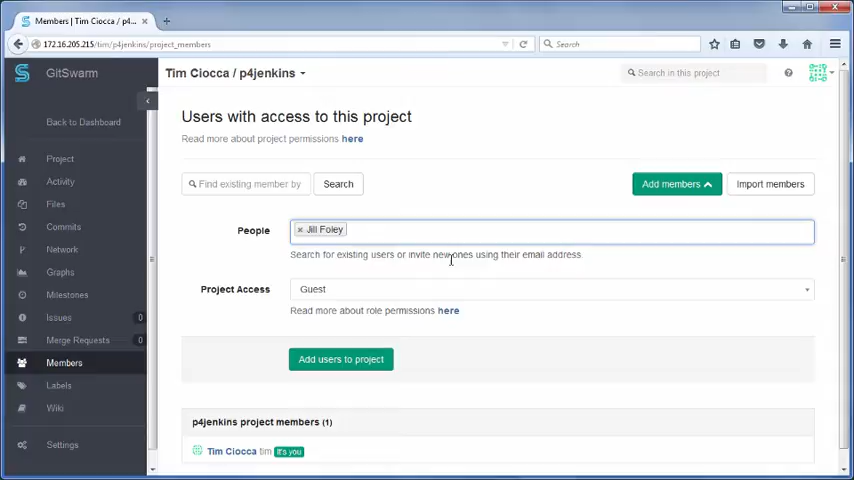 Members | Tim Ciocca / p4...
172.16.205.215/tim/p4jenkins/project_members
Search
GitSwarm
Tim Ciocca / p4jenkins
Search in this project
Back to Dashboard
Project
Activity
Files
Commits
Network
Graphs
Milestones
Issues 0
Merge Requests 0
Members
Labels
Wiki
Settings
Users with access to this project
Read more about project permissions here
Find existing member by
Search
Add members
Import members
People
Jill Foley
Search for existing users or invite new ones using their email address.
Project Access
Guest
Read more about role permissions here
Add users to project
p4jenkins project members (1)
Tim Ciocca tim It's you